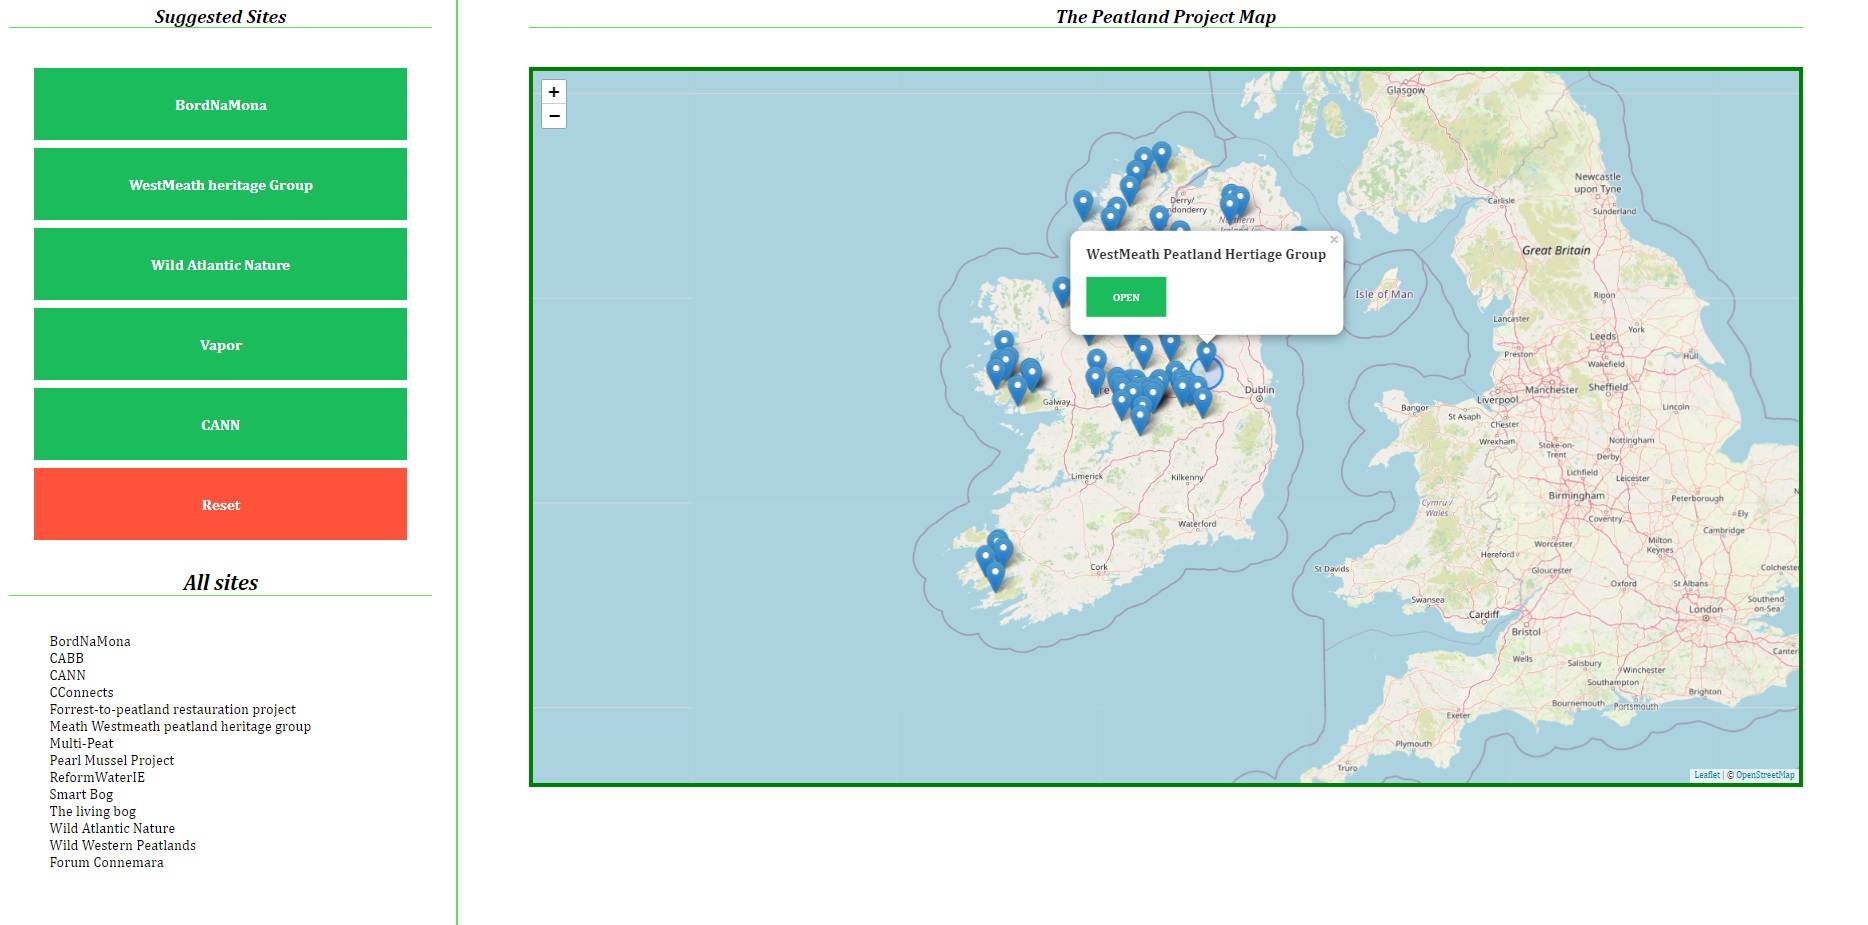 Suggested Sites
BordNaMona
WestMeath heritage Group
Wild Atlantic Nature
Vapor
CANN
Reset
All sites
BordNaMona
CABB
CANN
CConnects
Forrest-to-peatland restauration project
Meath Westmeath peatland heritage group
Multi-Peat
Pearl Mussel Project
ReformWaterIE
Smart Bog
The living bog
Wild Atlantic Nature
Wild Western Peatlands
Forum Connemara
The Peatland Project Map
+
−
WestMeath Peatland Hertiage Group
×
OPEN
Glasgow
Newcastle
upon Tyne
Carlisle
Sunderland
Derry/
ndonderry
Northern
Great Britain
Isle of Man
Ripon
Lancaster
York
Leeds
Preston
Hull
Wakefield
Manchester
Sheffield
Dublin
Galway
Liverpool
Bangor
St Asaph
Chester
Lincoln
Wrexham
Stoke-on-
Trent
Nottingham
Derby
Lichfield
Leicester
Limerick
Kilkenny
Birmingham
Peterborough
Cymru /
Wales
Coventry
Ely
Waterford
Cambridge
Worcester
Milton
Keynes
Hereford
Cork
St Davids
Gloucester
Colcheste
Oxford
St Albans
Swansea
Southend
-on-Sea
Cardiff
London
Bristol
Wells
Canter
Salisbury
Winchester
Southampton
Brighton
Bournemouth
Portsmouth
Exeter
Plymouth
Truro
Leaflet | © OpenStreetMap